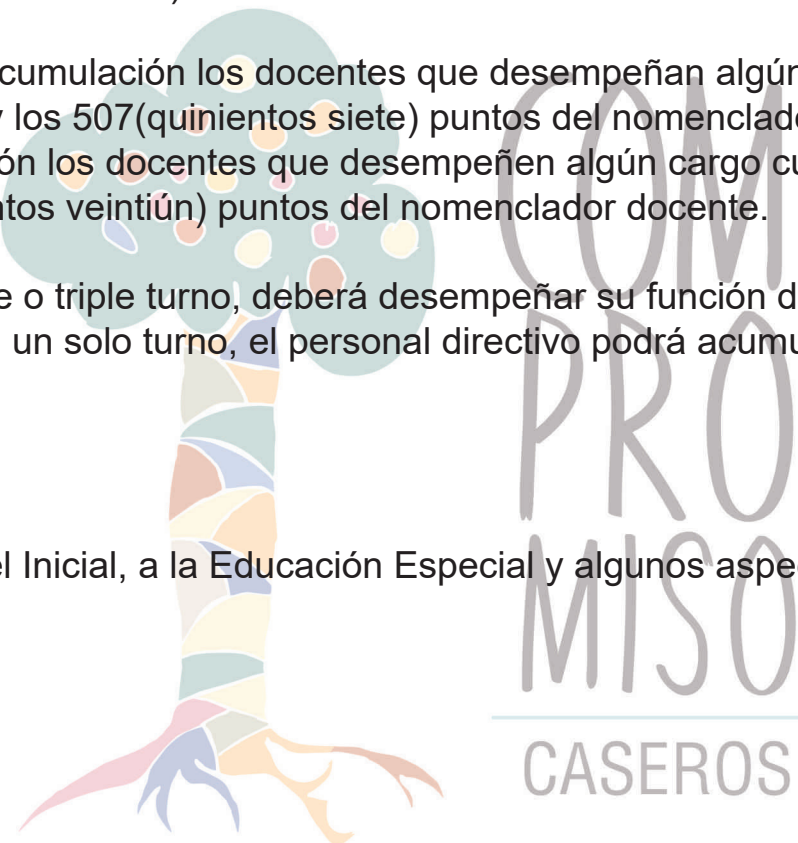 cumulación los docentes que desempeñan algún
y los 507(quinientos siete) puntos del nomenclado
ón los docentes que desempeñen algún cargo cu
ntos veintiún) puntos del nomenclador docente.
e o triple turno, deberá desempeñar su función d
un solo turno, el personal directivo podrá acumu
el Inicial, a la Educación Especial y algunos aspe
COM
PRO
MISO
CASEROS